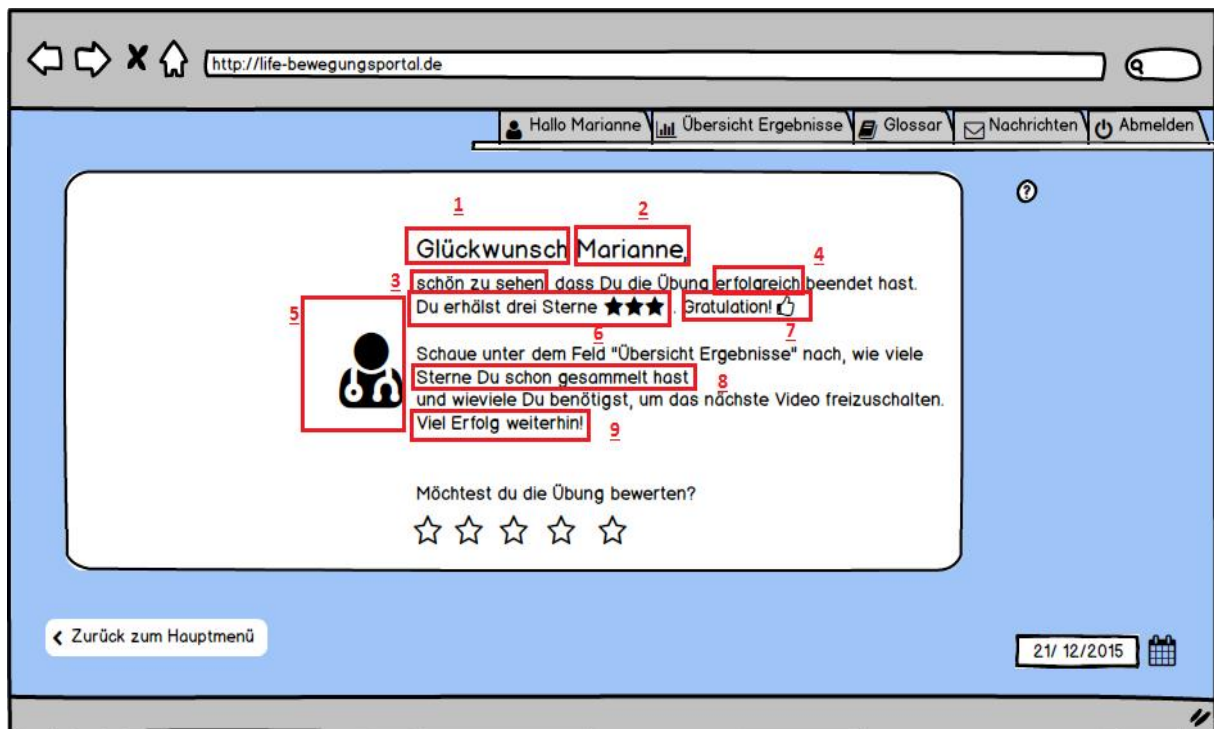 http://life-bewegungsportal.de
Hallo Marianne Übersicht Ergebnisse Glossar Nachrichten Abmelden
?
1 2
Glückwunsch Marianne,
4
3 schön zu sehen, dass Du die Übung erfolgreich beendet hast.
5 Du erhälst drei Sterne ★★★. Gratulation!
6 7
Schaue unter dem Feld "Übersicht Ergebnisse" nach, wie viele
Sterne Du schon gesammelt hast 8
und wieviele Du benötigst, um das nächste Video freizuschalten.
Viel Erfolg weiterhin! 9
Möchtest du die Übung bewerten?
Zurück zum Hauptmenü
21/ 12/2015